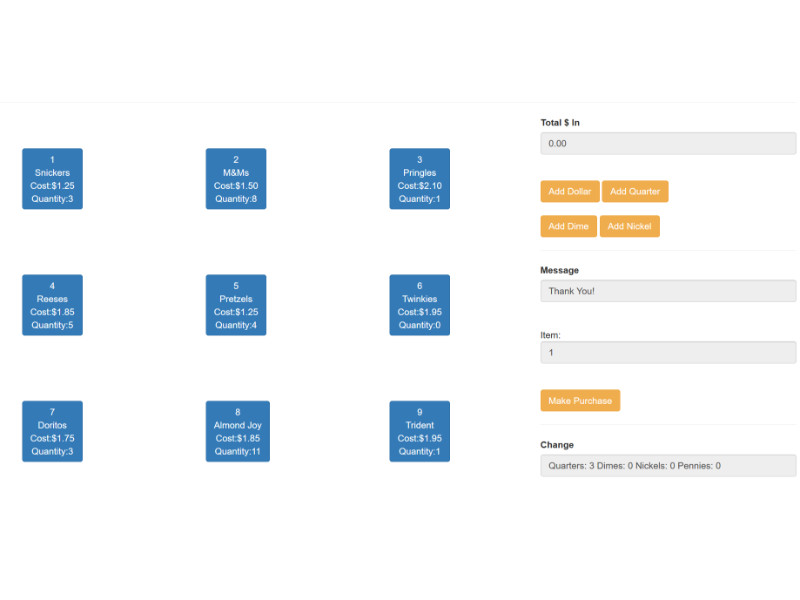 1
Snickers
Cost:$1.25
Quantity:3
2
M&Ms
Cost:$1.50
Quantity:8
3
Pringles
Cost:$2.10
Quantity:1
4
Reeses
Cost:$1.85
Quantity:5
5
Pretzels
Cost:$1.25
Quantity:4
6
Twinkies
Cost:$1.95
Quantity:0
7
Doritos
Cost:$1.75
Quantity:3
8
Almond Joy
Cost:$1.85
Quantity:11
9
Trident
Cost:$1.95
Quantity:1
Total $ In
0.00
Add Dollar Add Quarter
Add Dime Add Nickel
Message
Thank You!
Item:
1
Make Purchase
Change
Quarters: 3 Dimes: 0 Nickels: 0 Pennies: 0